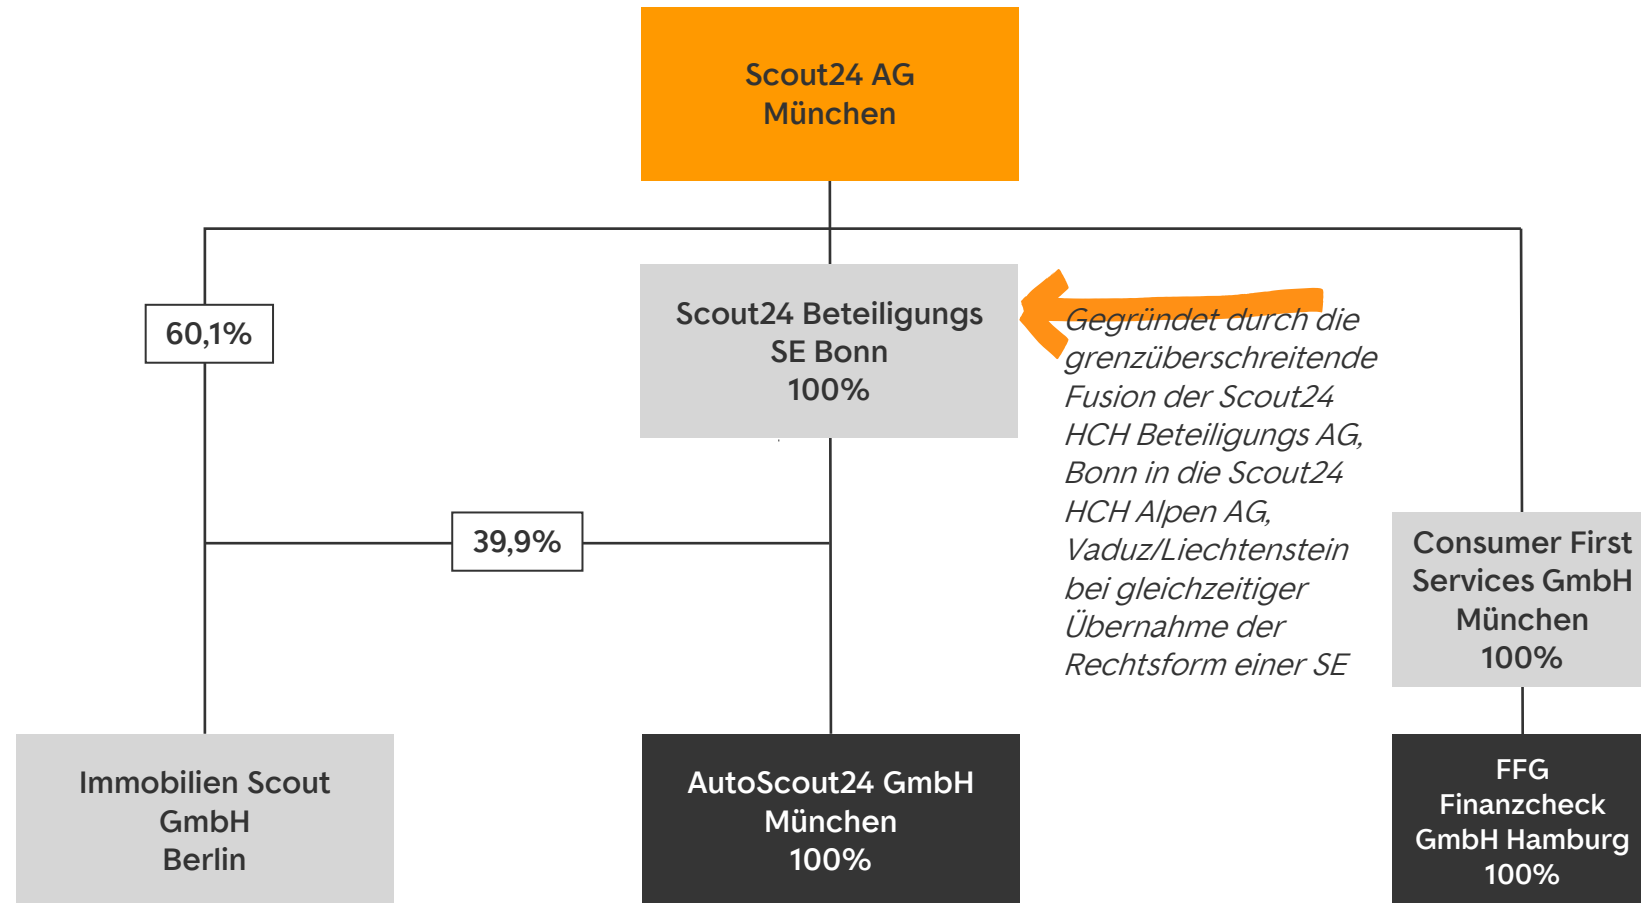 Scout24 AG
München
60,1%
Scout24 Beteiligungs
SE Bonn
100%
Gegründet durch die
grenzüberschreitende
Fusion der Scout24
HCH Beteiligungs AG,
Bonn in die Scout24
HCH Alpen AG,
Vaduz/Liechtenstein
bei gleichzeitiger
Übernahme der
Rechtsform einer SE
39,9%
Consumer First
Services GmbH
München
100%
Immobilien Scout
GmbH
Berlin
AutoScout24 GmbH
München
100%
FFG
Finanzcheck
GmbH Hamburg
100%